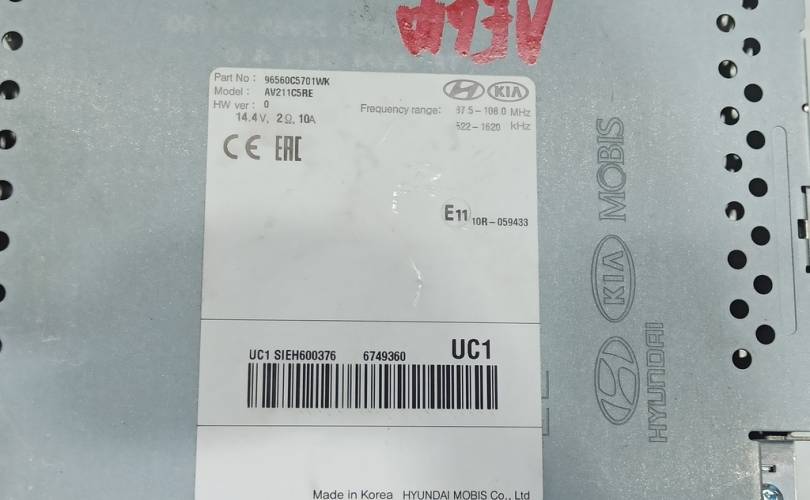 Part No : 96560C5701WK
Model : AV211C5RE
HW ver : 0
14.4V, 2Ω, 10A
HYUNDAI KIA
Frequency range: 87.5-108.0 MHz
522-1620 kHz
CE EAC
E11 10R-059433
UC1 SIEH600376 6749360 UC1
Made in Korea HYUNDAI MOBIS Co., Ltd
HYUNDAI KIA MOBIS